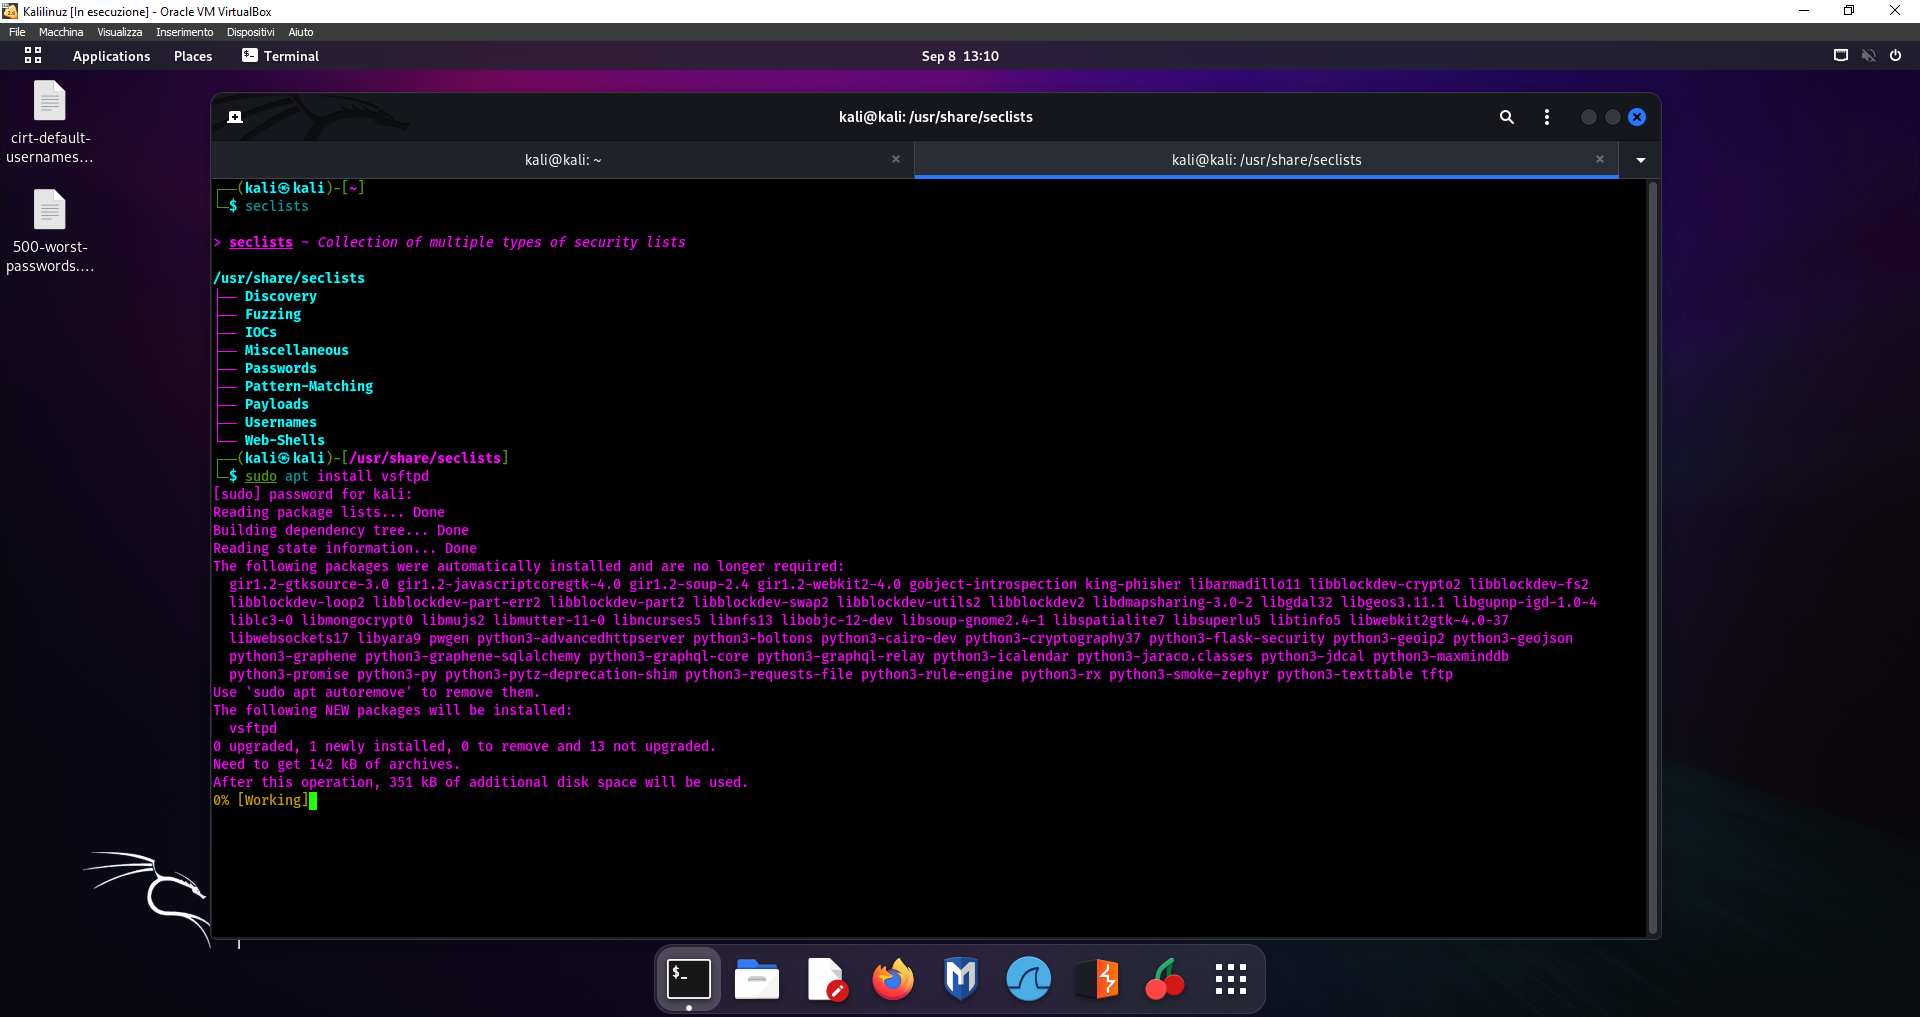 Kalilinuz [In esecuzione] - Oracle VM VirtualBox
File Macchina Visualizza Inserimento Dispositivi Aiuto
Applications Places Terminal Sep 8 13:10
cirt-default-
usernames...
500-worst-
passwords....
kali@kali: /usr/share/seclists
kali@kali: ~ kali@kali: /usr/share/seclists
┌──(kali㉿kali)-[~]
└─$ seclists
> seclists ~ Collection of multiple types of security lists
/usr/share/seclists
├── Discovery
├── Fuzzing
├── IOCs
├── Miscellaneous
├── Passwords
├── Pattern-Matching
├── Payloads
├── Usernames
└── Web-Shells
┌──(kali㉿kali)-[/usr/share/seclists]
└─$ sudo apt install vsftpd
[sudo] password for kali:
Reading package lists... Done
Building dependency tree... Done
Reading state information... Done
The following packages were automatically installed and are no longer required:
gir1.2-gtksource-3.0 gir1.2-javascriptcoregtk-4.0 gir1.2-soup-2.4 gir1.2-webkit2-4.0 gobject-introspection king-phisher libarmadillo11 libblockdev-crypto2 libblockdev-fs2
libblockdev-loop2 libblockdev-part-err2 libblockdev-part2 libblockdev-swap2 libblockdev-utils2 libblockdev2 libdmapsharing-3.0-2 libgdal32 libgeos3.11.1 libgupnp-igd-1.0-4
liblc3-0 libmongocrypt0 libmujs2 libmutter-11-0 libncurses5 libnfs13 libobjc-12-dev libsoup-gnome2.4-1 libspatialite7 libsuperlu5 libtinfo5 libwebkit2gtk-4.0-37
libwebsockets17 libyara9 pwgen python3-advancedhttpserver python3-boltons python3-cairo-dev python3-cryptography37 python3-flask-security python3-geoip2 python3-geojson
python3-graphene python3-graphene-sqlalchemy python3-graphql-core python3-graphql-relay python3-icalendar python3-jaraco.classes python3-jdcal python3-maxminddb
python3-promise python3-py python3-pytz-deprecation-shim python3-requests-file python3-rule-engine python3-rx python3-smoke-zephyr python3-texttable tftp
Use 'sudo apt autoremove' to remove them.
The following NEW packages will be installed:
vsftpd
0 upgraded, 1 newly installed, 0 to remove and 13 not upgraded.
Need to get 142 kB of archives.
After this operation, 351 kB of additional disk space will be used.
0% [Working]